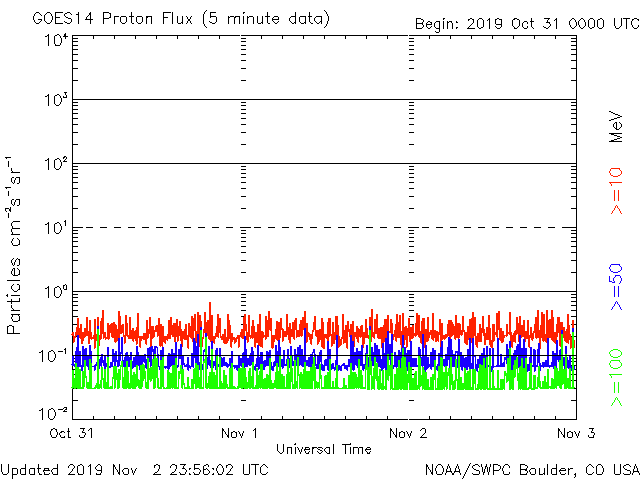 GOES14 Proton Flux (5 minute data)
Begin: 2019 Oct 31 0000 UTC
10⁴
10³
10²
10¹
10⁰
10⁻¹
10⁻²
Particles cm⁻²s⁻¹sr⁻¹
MeV
>=10
>=50
>=100
Oct 31
Nov 1
Nov 2
Nov 3
Universal Time
Updated 2019 Nov 2 23:56:02 UTC
NOAA/SWPC Boulder, CO USA